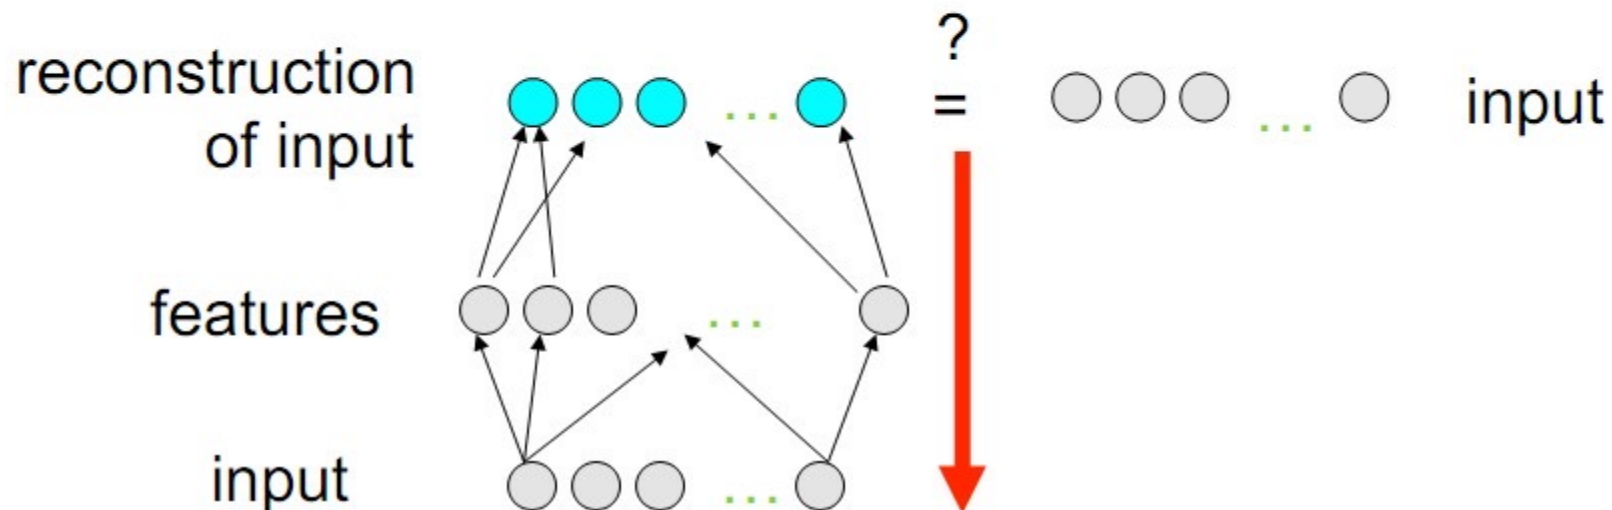 reconstruction
of input
...
?
=
...
input
features
...
input
...